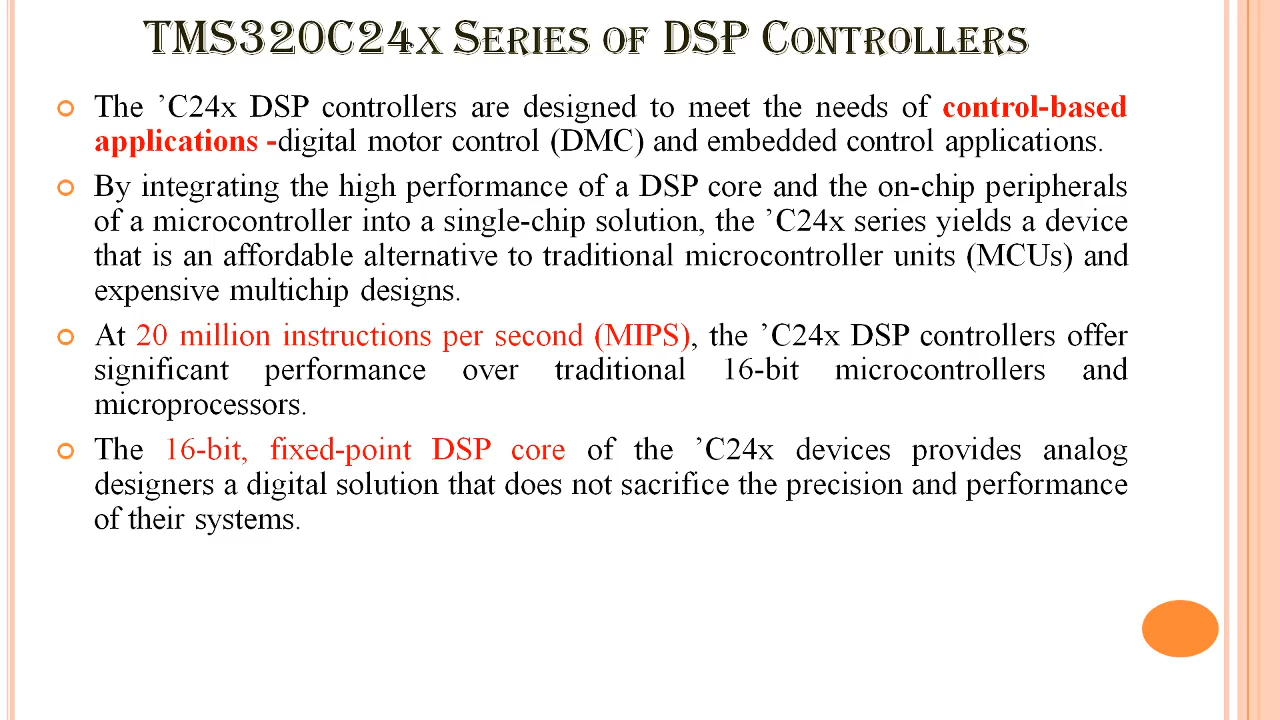 TMS320C24x Series of DSP Controllers
The ’C24x DSP controllers are designed to meet the needs of control-based
applications -digital motor control (DMC) and embedded control applications.
By integrating the high performance of a DSP core and the on-chip peripherals
of a microcontroller into a single-chip solution, the ’C24x series yields a device
that is an affordable alternative to traditional microcontroller units (MCUs) and
expensive multichip designs.
At 20 million instructions per second (MIPS), the ’C24x DSP controllers offer
significant performance over traditional 16-bit microcontrollers and
microprocessors.
The 16-bit, fixed-point DSP core of the ’C24x devices provides analog
designers a digital solution that does not sacrifice the precision and performance
of their systems.